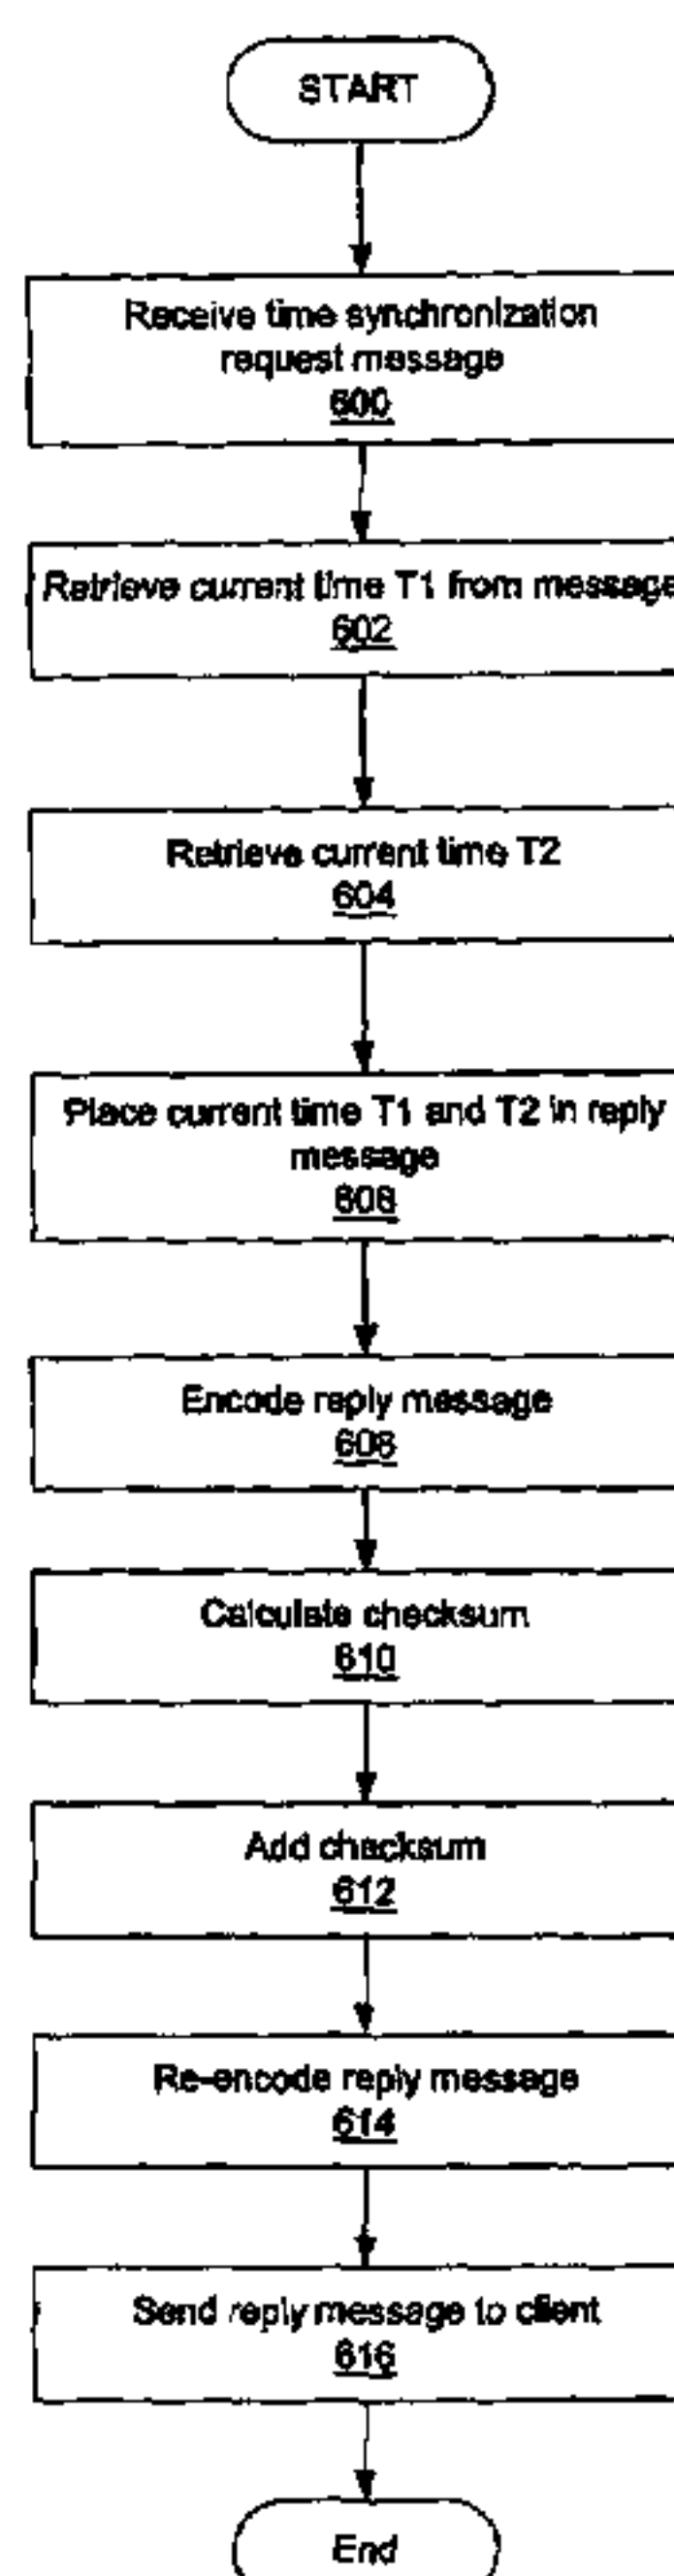 START
Receive time synchronization
request message
600
Retrieve current time T1 from message
602
Retrieve current time T2
604
Place current time T1 and T2 in reply
message
606
Encode reply message
608
Calculate checksum
610
Add checksum
612
Re-encode reply message
614
Send reply message to client
616
End